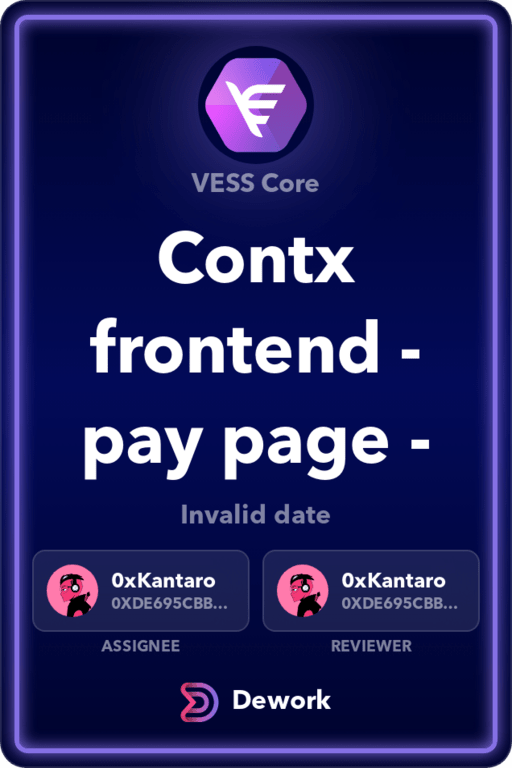 VESS Core
Contx
frontend -
pay page -
Invalid date
0xKantaro
0XDE695CBB...
ASSIGNEE
0xKantaro
0XDE695CBB...
REVIEWER
Dework